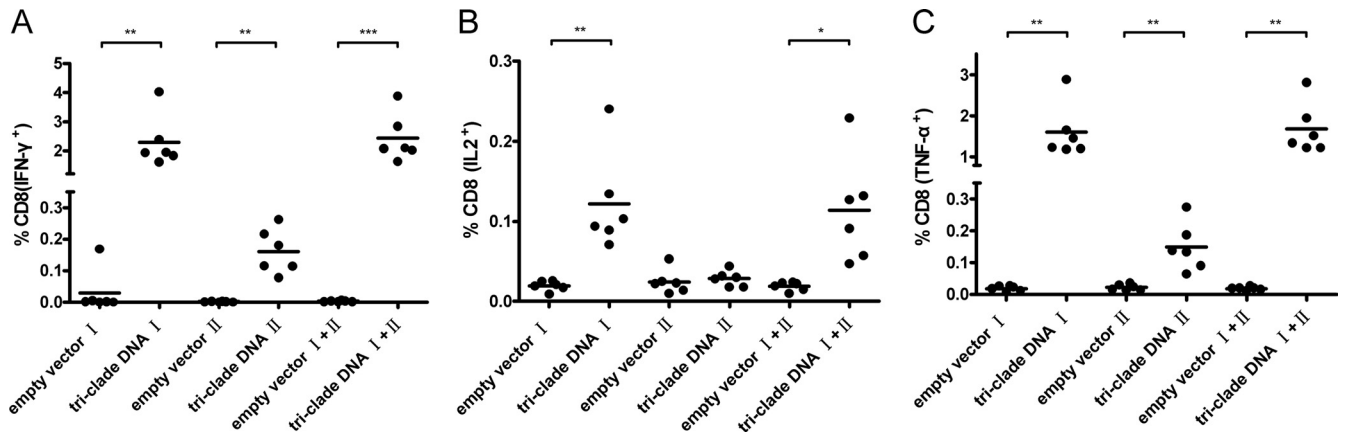 A
** ** ***
% CD8(IFN-γ+)
5
4
3
2
0.3
0.2
0.1
0.0
empty vector Ⅰ
tri-clade DNA Ⅰ
empty vector Ⅱ
tri-clade DNA Ⅱ
empty vector Ⅰ+Ⅱ
tri-clade DNA Ⅰ+Ⅱ
B
** *
% CD8 (IL2+)
0.3
0.2
0.1
0.0
empty vector Ⅰ
tri-clade DNA Ⅰ
empty vector Ⅱ
tri-clade DNA Ⅱ
empty vector Ⅰ+Ⅱ
tri-clade DNA Ⅰ+Ⅱ
C
** ** **
% CD8 (TNF-α+)
3
2
1
0.3
0.2
0.1
0.0
empty vector Ⅰ
tri-clade DNA Ⅰ
empty vector Ⅱ
tri-clade DNA Ⅱ
empty vector Ⅰ+Ⅱ
tri-clade DNA Ⅰ+Ⅱ